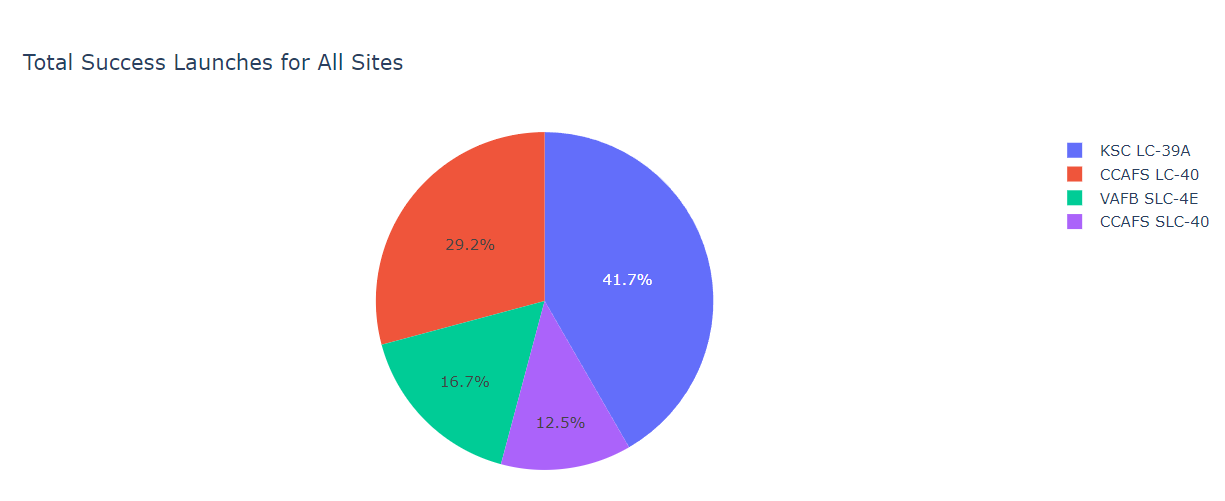 Total Success Launches for All Sites
KSC LC-39A
CCAFS LC-40
VAFB SLC-4E
CCAFS SLC-40
29.2%
41.7%
16.7%
12.5%